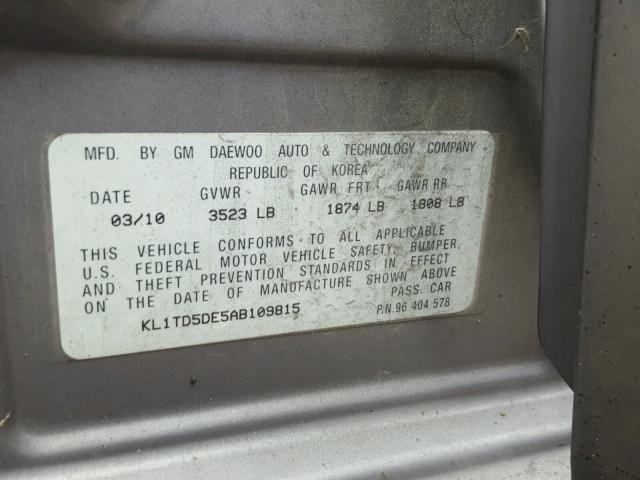 MFD. BY GM DAEWOO AUTO & TECHNOLOGY COMPANY
REPUBLIC OF KOREA
DATE GVWR GAWR FRT GAWR RR
03/10 3523 LB 1874 LB 1808 LB
THIS VEHICLE CONFORMS TO ALL APPLICABLE
U.S. FEDERAL MOTOR VEHICLE SAFETY, BUMPER,
AND THEFT PREVENTION STANDARDS IN EFFECT
ON THE DATE OF MANUFACTURE SHOWN ABOVE
PASS. CAR
KL1TD5DE5AB109815 P.N.96 404 578